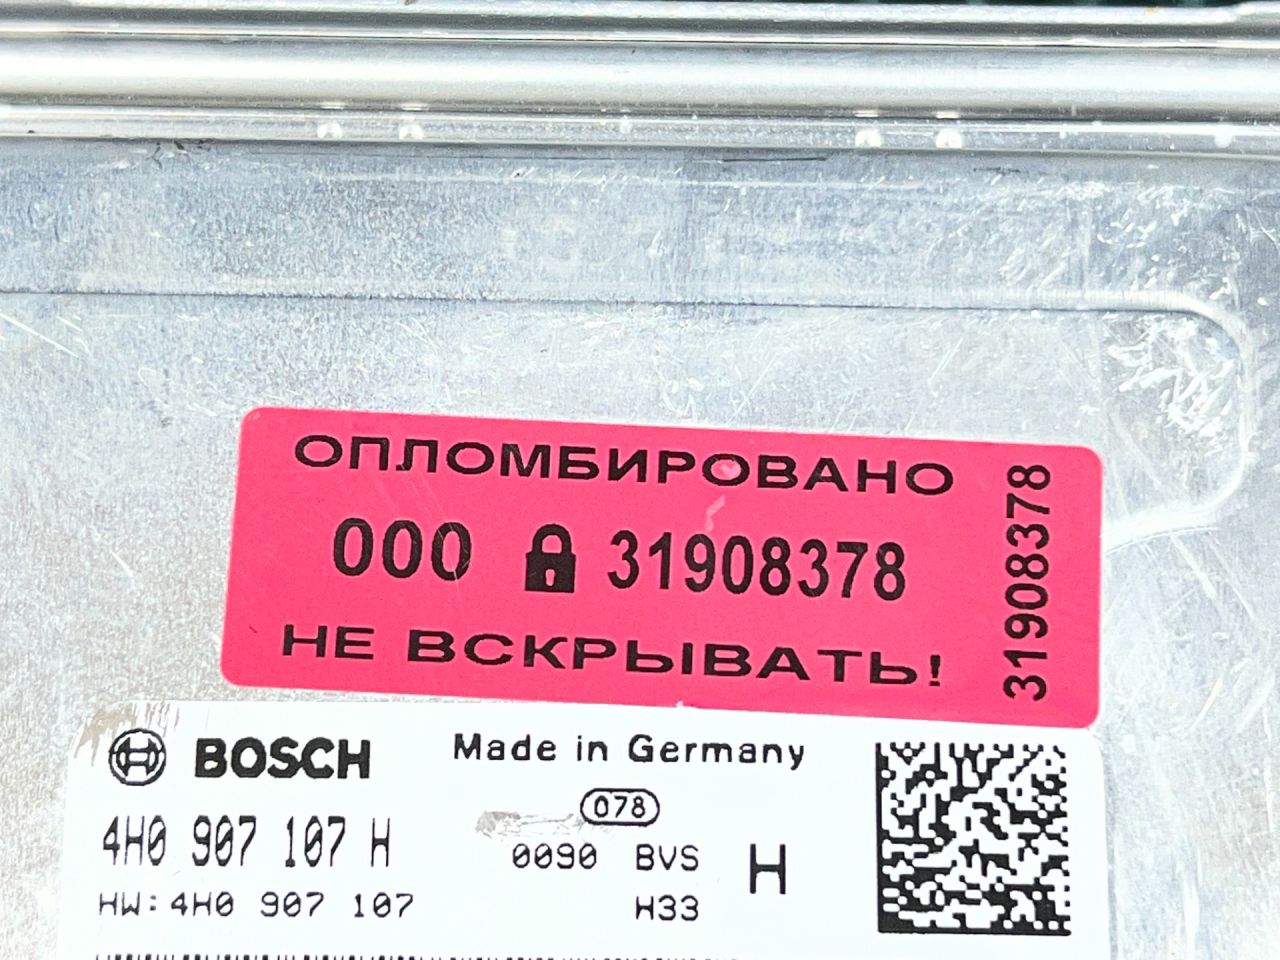 ОПЛОМБИРОВАНО
000 31908378
НЕ ВСКРЫВАТЬ!
31908378
BOSCH Made in Germany
078
4H0 907 107 H
0090 BVS H
HW:4H0 907 107 H33